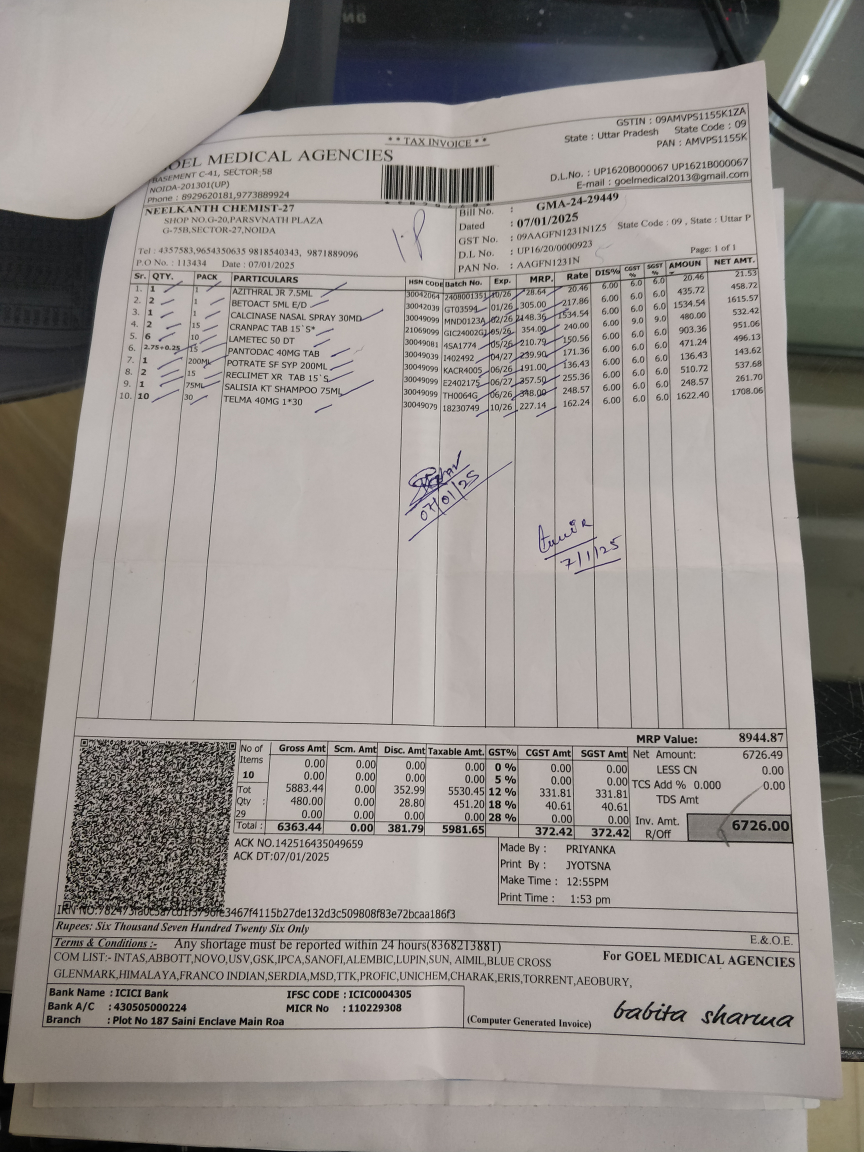 * * TAX INVOICE * *
GSTIN : 09AMVPS1155K1ZA
State : Uttar Pradesh State Code : 09
PAN : AMVPS1155K
GOEL MEDICAL AGENCIES
BASEMENT C-41, SECTOR-58
NOIDA-201301(UP)
Phone : 8929620181,9773889924
D.L.No. : UP1620B000067 UP1621B000067
E-mail : goelmedical2013@gmail.com
NEELKANTH CHEMIST-27
SHOP NO.G-20,PARSVNATH PLAZA
G-75B,SECTOR-27,NOIDA
Tel : 4357583,9654350635 9818540343, 9871889096
P.O No. : 113434 Date : 07/01/2025
Bill No. : GMA-24-29449
Dated : 07/01/2025
GST No. : 09AAGFN1231N1Z5 State Code : 09 , State : Uttar P
D.L No. : UP16/20/0000923
PAN No. : AAGFN1231N
Page: 1 of 1
Sr. QTY. PACK PARTICULARS HSN CODE Batch No. Exp. MRP. Rate DIS% CGST % SGST % AMOUN NET AMT.
1. 1 1 AZITHRAL JR 7.5ML 30042064 24080013 10/26 28.64 20.46 6.00 6.0 6.0 20.46 21.53
2. 2 1 BETOACT 5ML E/D 30042039 GT03594 01/26 305.00 217.86 6.00 6.0 6.0 435.72 458.72
3. 1 1 CALCINASE NASAL SPRAY 30MD 30049099 MND0123A 02/26 2148.36 1534.54 6.00 6.0 6.0 1534.54 1615.57
4. 2 15 CRANPAC TAB 15`S* 21069099 GIC24002G 05/26 354.00 240.00 6.00 9.0 9.0 480.00 532.42
5. 6 10 LAMETEC 50 DT 30049081 45A1774 05/26 210.79 150.56 6.00 6.0 6.0 903.36 951.06
6. 2.75+0.25 15 PANTODAC 40MG TAB 30049039 I402492 04/27 239.90 171.36 6.00 6.0 6.0 471.24 496.13
7. 1 200ML POTRATE SF SYP 200ML 30049099 KACR4005 06/26 191.00 136.43 6.00 6.0 6.0 136.43 143.62
8. 2 15 RECLIMET XR TAB 15`S 30049099 E2402175 06/27 357.50 255.36 6.00 6.0 6.0 510.72 537.68
9. 1 75ML SALISIA KT SHAMPOO 75ML 30049099 TH0064G 06/26 348.00 248.57 6.00 6.0 6.0 248.57 261.70
10. 10 30 TELMA 40MG 1*30 30049079 18230749 10/26 227.14 162.24 6.00 6.0 6.0 1622.40 1708.06
07/01/25
7/1/25
MRP Value: 8944.87
No of Items 10 Gross Amt Scm. Amt Disc. Amt Taxable Amt. GST% CGST Amt SGST Amt
0.00 0.00 0.00 0.00 0 % 0.00 0.00
0.00 0.00 0.00 0.00 5 % 0.00 0.00
Tot 5883.44 0.00 352.99 5530.45 12 % 331.81 331.81
Qty : 480.00 0.00 28.80 451.20 18 % 40.61 40.61
29 0.00 0.00 0.00 0.00 28 % 0.00 0.00
Total : 6363.44 0.00 381.79 5981.65 372.42 372.42
Net Amount: 6726.49
LESS CN 0.00
TCS Add % 0.000 0.00
TDS Amt
Inv. Amt. R/Off 6726.00
ACK NO.142516435049659
ACK DT:07/01/2025
Made By : PRIYANKA
Print By : JYOTSNA
Make Time : 12:55PM
Print Time : 1:53 pm
Rupees: Six Thousand Seven Hundred Twenty Six Only
E.& O.E.
Terms & Conditions :- Any shortage must be reported within 24 hours(8368213881)
COM LIST:- INTAS,ABBOTT,NOVO,USV,GSK,IPCA,SANOFI,ALEMBIC,LUPIN,SUN, AIMIL,BLUE CROSS
GLENMARK,HIMALAYA,FRANCO INDIAN,SERDIA,MSD,TTK,PROFIC,UNICHEM,CHARAK,ERIS,TORRENT,AEOBURY,
For GOEL MEDICAL AGENCIES
Bank Name : ICICI Bank IFSC CODE : ICIC0004305
Bank A/C : 430505000224 MICR No : 110229308
Branch : Plot No 187 Saini Enclave Main Roa
(Computer Generated Invoice)
babita sharma